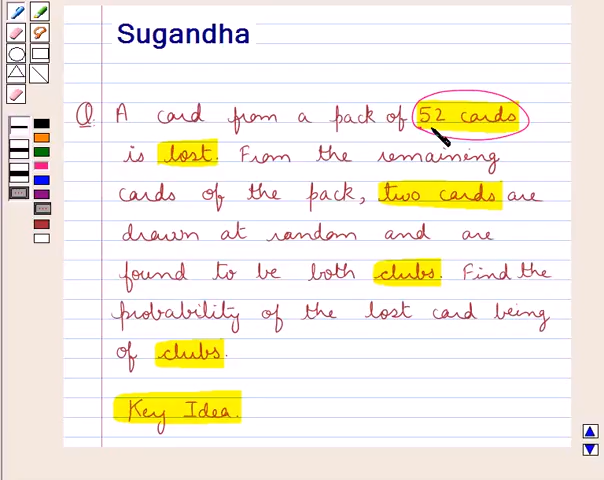 Sugandha
Q. A card from a pack of 52 cards
is lost. From the remaining
cards of the pack, two cards are
drawn at random and are
found to be both clubs. Find the
probability of the lost card being
of clubs.
Key Idea.